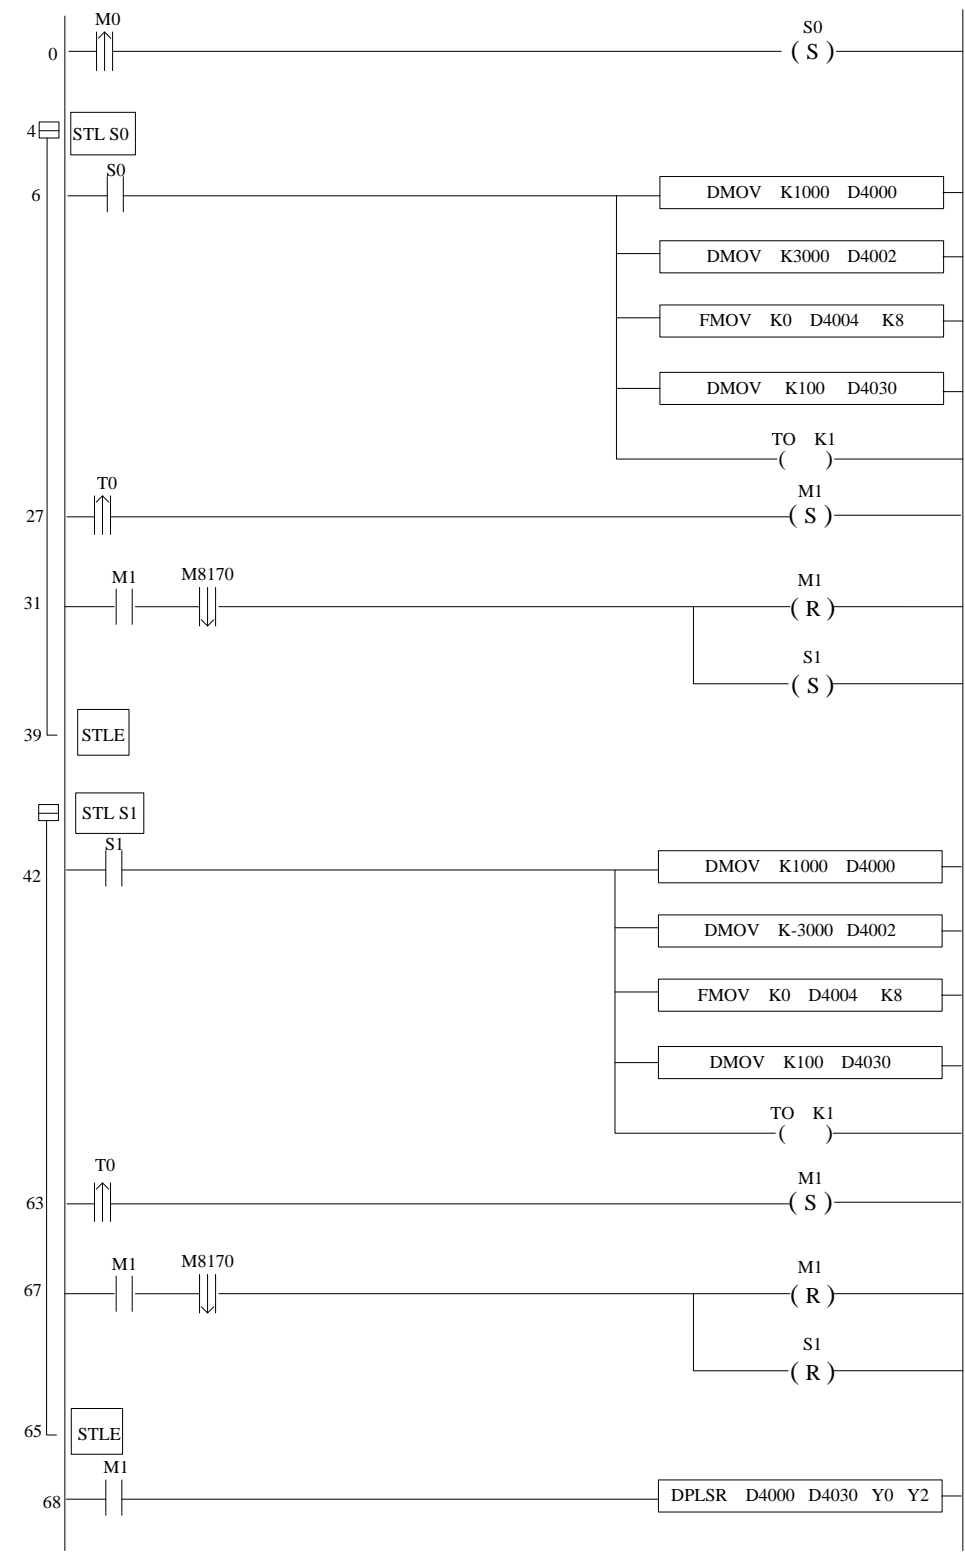 M0
S0
0
( S )
4
STL S0
S0
6
DMOV K1000 D4000
DMOV K3000 D4002
FMOV K0 D4004 K8
DMOV K100 D4030
TO K1
( )
T0
M1
27
( S )
M1 M8170
M1
31
( R )
S1
( S )
39
STLE
STL S1
S1
42
DMOV K1000 D4000
DMOV K-3000 D4002
FMOV K0 D4004 K8
DMOV K100 D4030
TO K1
( )
T0
M1
63
( S )
M1 M8170
M1
67
( R )
S1
( R )
65
STLE
M1
68
DPLSR D4000 D4030 Y0 Y2